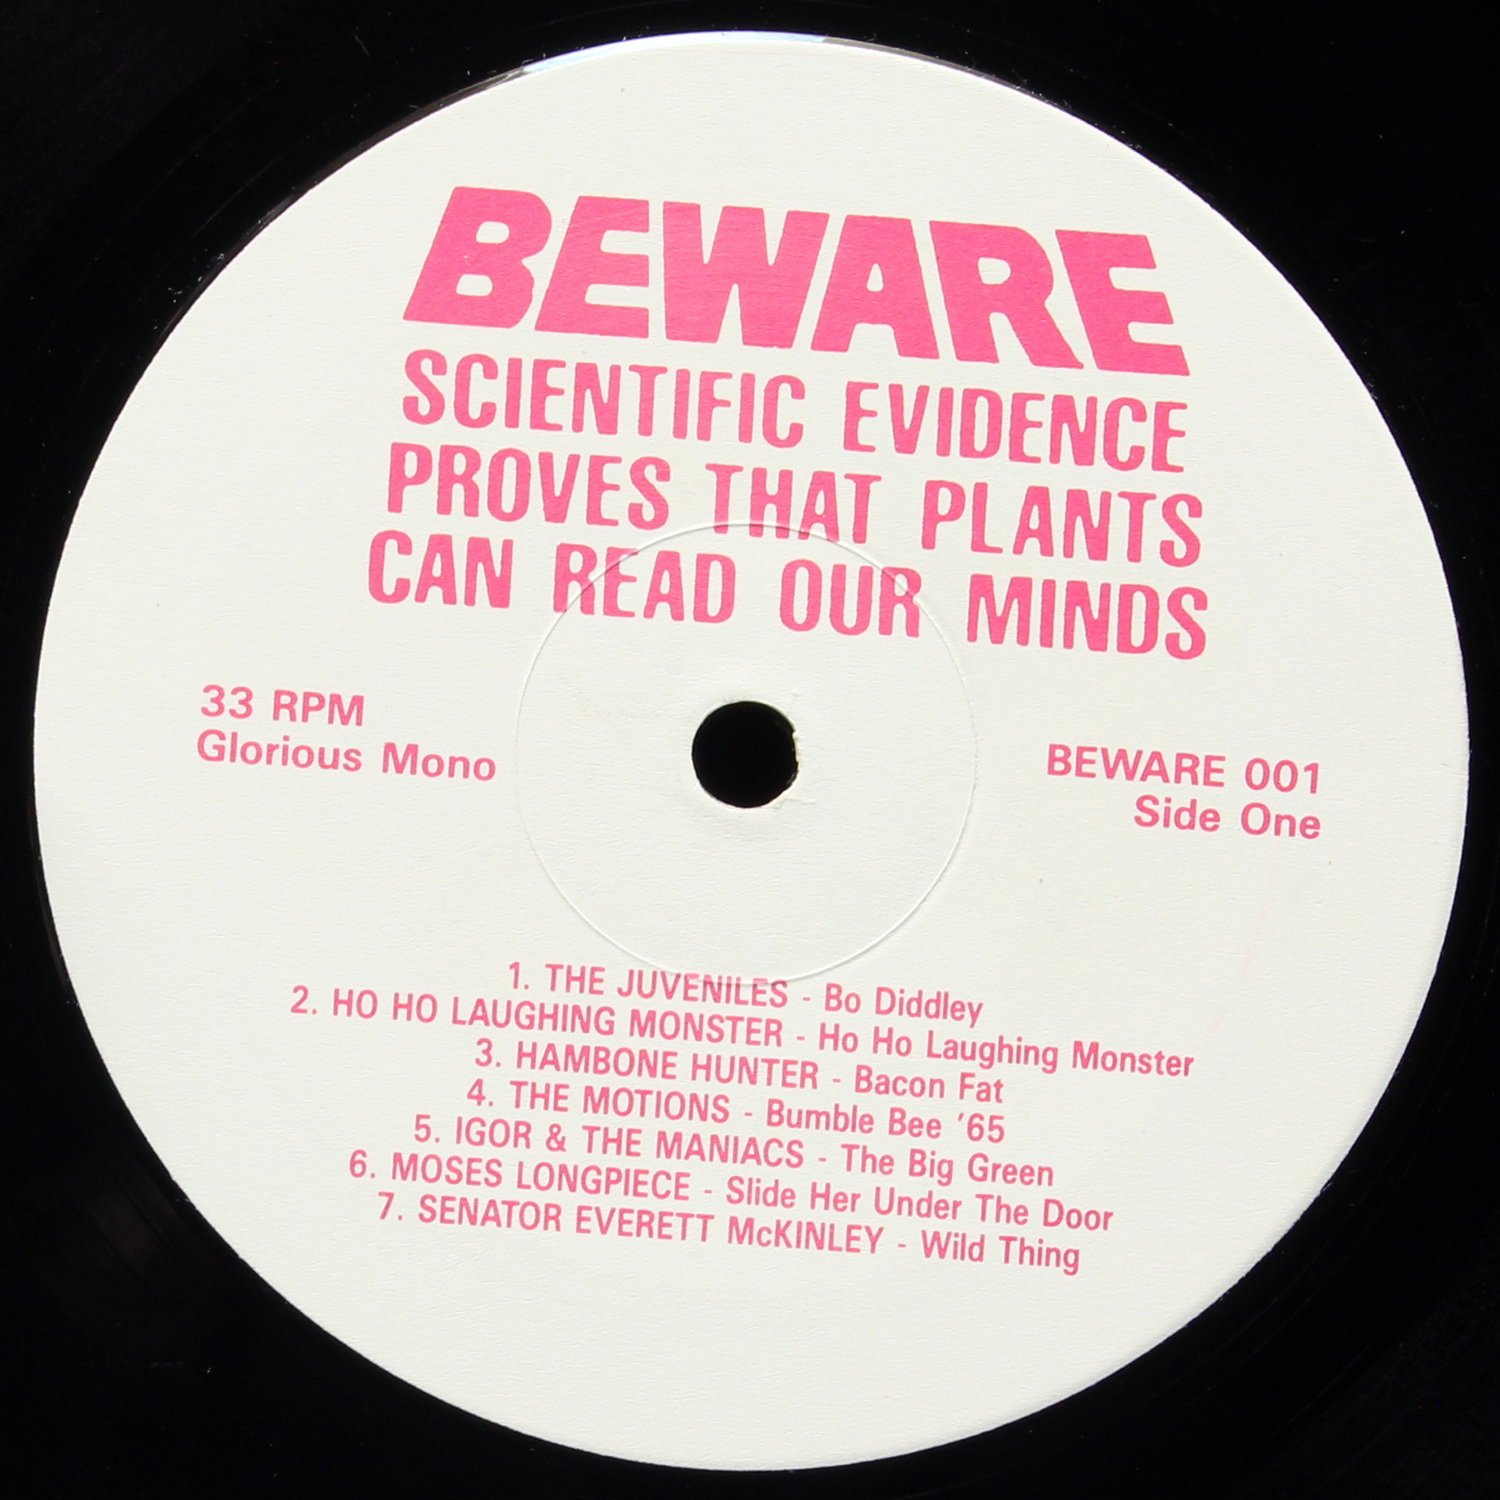 BEWARE
SCIENTIFIC EVIDENCE
PROVES THAT PLANTS
CAN READ OUR MINDS
33 RPM
Glorious Mono
BEWARE 001
Side One
1. THE JUVENILES - Bo Diddley
2. HO HO LAUGHING MONSTER - Ho Ho Laughing Monster
3. HAMBONE HUNTER - Bacon Fat
4. THE MOTIONS - Bumble Bee '65
5. IGOR & THE MANIACS - The Big Green
6. MOSES LONGPIECE - Slide Her Under The Door
7. SENATOR EVERETT McKINLEY - Wild Thing